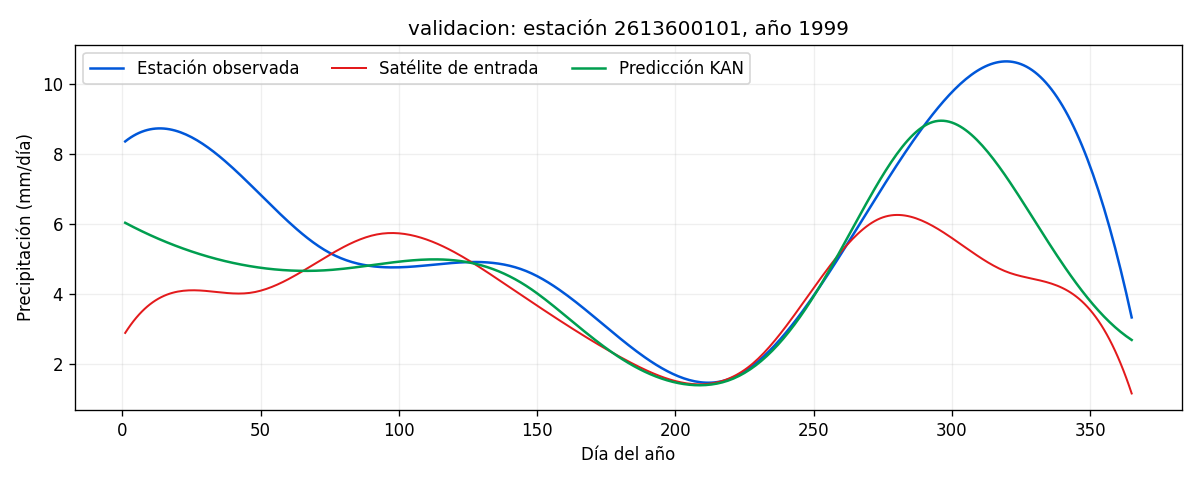 validacion: estación 2613600101, año 1999
Estación observada
Satélite de entrada
Predicción KAN
Precipitación (mm/día)
10
8
6
4
2
0
50
100
150
200
250
300
350
Día del año